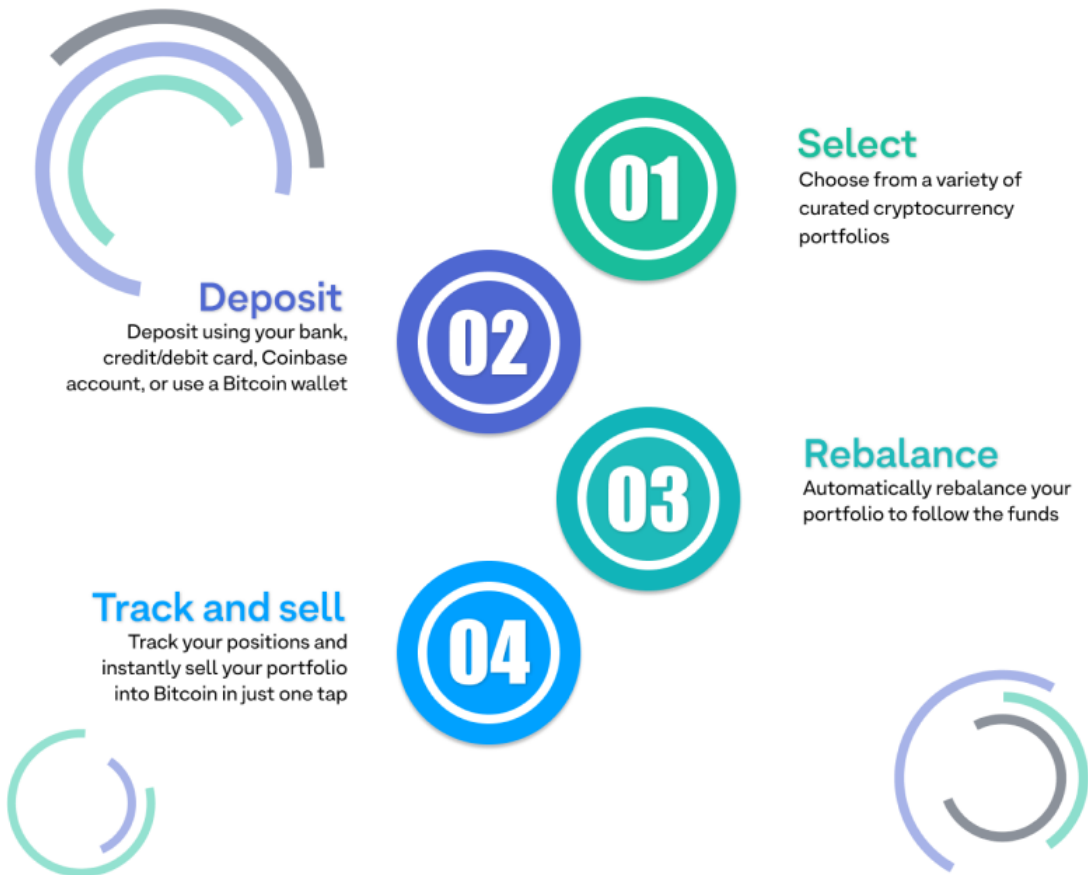 01
Select
Choose from a variety of
curated cryptocurrency
portfolios
02
Deposit
Deposit using your bank,
credit/debit card, Coinbase
account, or use a Bitcoin wallet
03
Rebalance
Automatically rebalance your
portfolio to follow the funds
04
Track and sell
Track your positions and
instantly sell your portfolio
into Bitcoin in just one tap